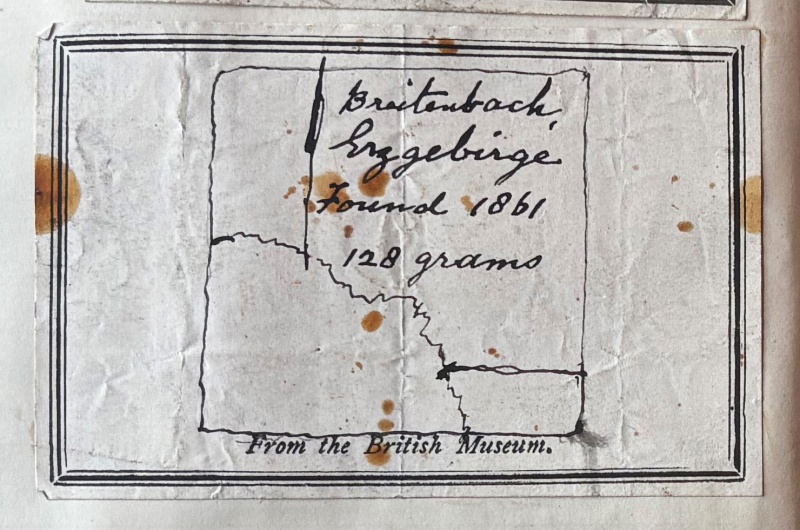 Breitenbach
Erzgebirge
Found 1861
128 grams
From the British Museum.